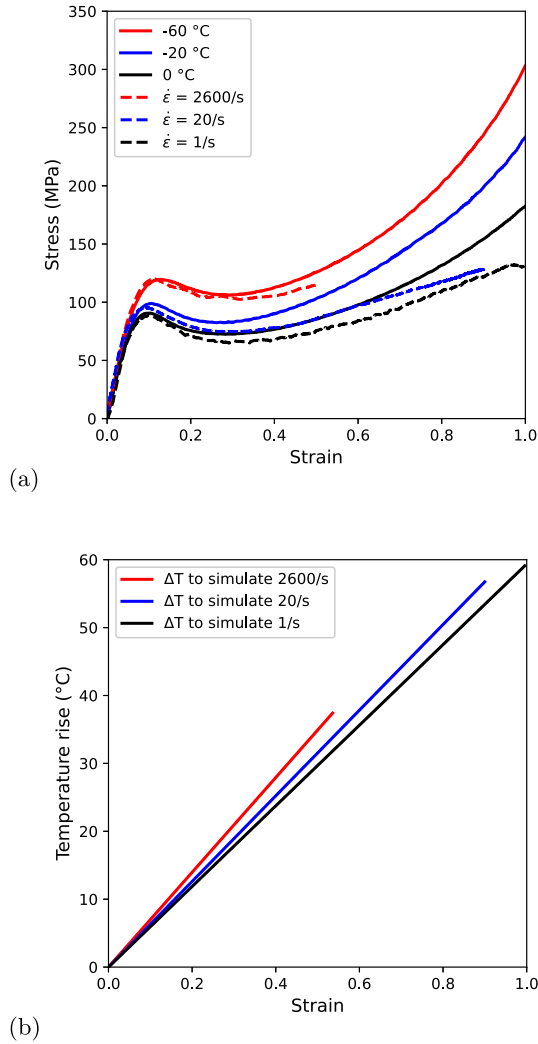 350
300
250
200
150
100
50
0
Stress (MPa)
-60 °C
-20 °C
0 °C
ε̇ = 2600/s
ε̇ = 20/s
ε̇ = 1/s
0.0 0.2 0.4 0.6 0.8 1.0
Strain
(a)
60
50
40
30
20
10
0
Temperature rise (°C)
ΔT to simulate 2600/s
ΔT to simulate 20/s
ΔT to simulate 1/s
0.0 0.2 0.4 0.6 0.8 1.0
Strain
(b)